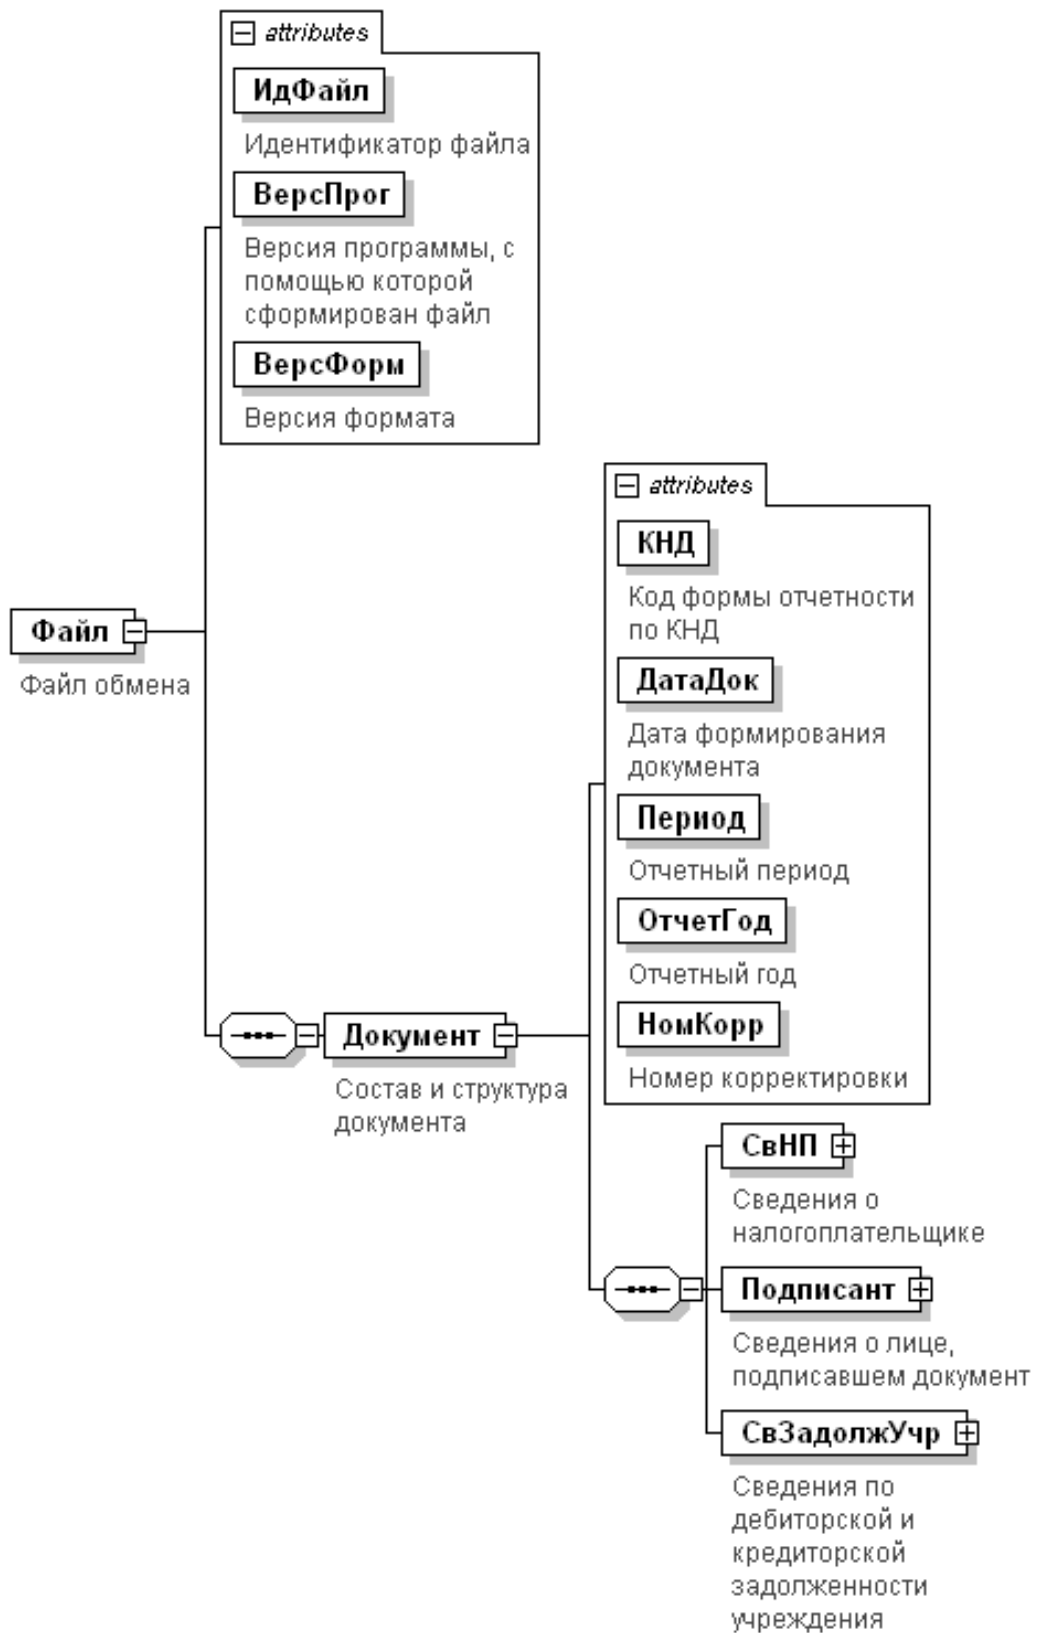 attributes
ИдФайл
Идентификатор файла
ВерсПрог
Версия программы, с
помощью которой
сформирован файл
ВерсФорм
Версия формата
Файл
Файл обмена
attributes
КНД
Код формы отчетности
по КНД
ДатаДок
Дата формирования
документа
Период
Отчетный период
ОтчетГод
Отчетный год
НомКорр
Номер корректировки
Документ
Состав и структура
документа
СвНП
Сведения о
налогоплательщике
Подписант
Сведения о лице,
подписавшем документ
СвЗадолжУчр
Сведения по
дебиторской и
кредиторской
задолженности
учреждения